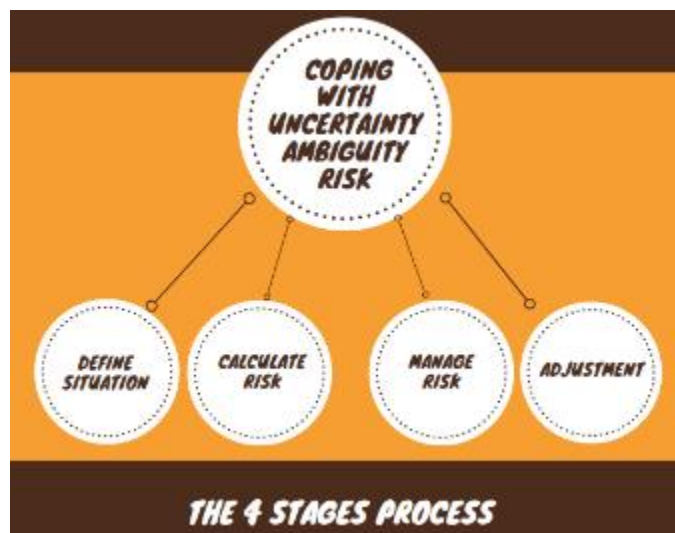 COPING
WITH
UNCERTAINTY
AMBIGUITY
RISK
DEFINE
SITUATION
CALCULATE
RISK
MANAGE
RISK
ADJUSTMENT
THE 4 STAGES PROCESS